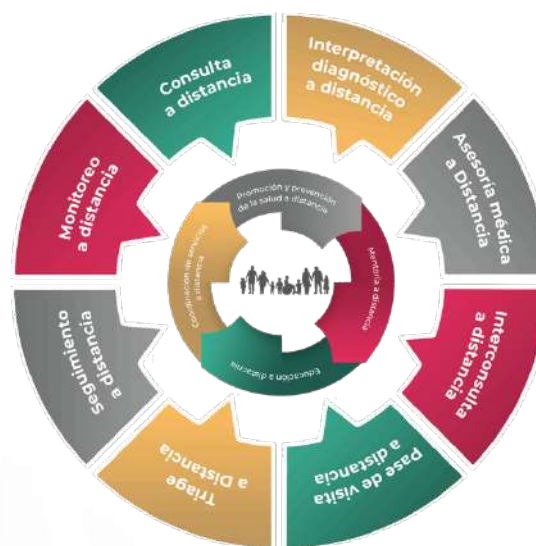 Consulta
a distancia
Interpretación
diagnóstico
a distancia
Asesoría médica
a Distancia
Interconsulta
a distancia
Pase de visita
a distancia
Triage
a Distancia
Seguimiento
a distancia
Monitoreo
a distancia
Promoción y prevención
de la salud a distancia
Mentoría a distancia
Educación a distacnia
Coordinación de servicios
a distancia